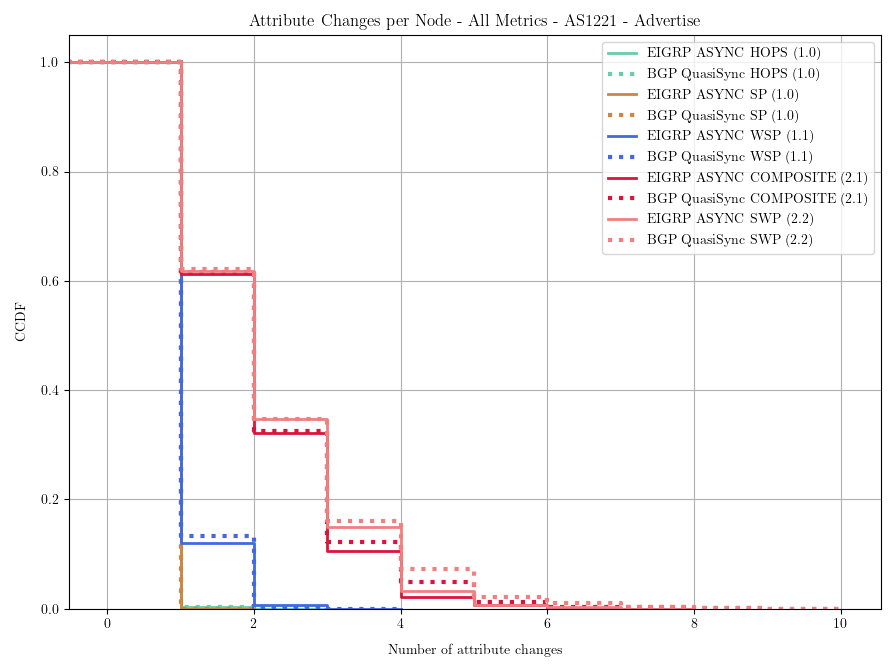 Attribute Changes per Node - All Metrics - AS1221 - Advertise
EIGRP ASYNC HOPS (1.0)
BGP QuasiSync HOPS (1.0)
EIGRP ASYNC SP (1.0)
BGP QuasiSync SP (1.0)
EIGRP ASYNC WSP (1.1)
BGP QuasiSync WSP (1.1)
EIGRP ASYNC COMPOSITE (2.1)
BGP QuasiSync COMPOSITE (2.1)
EIGRP ASYNC SWP (2.2)
BGP QuasiSync SWP (2.2)
CCDF
1.0
0.8
0.6
0.4
0.2
0.0
0 2 4 6 8 10
Number of attribute changes